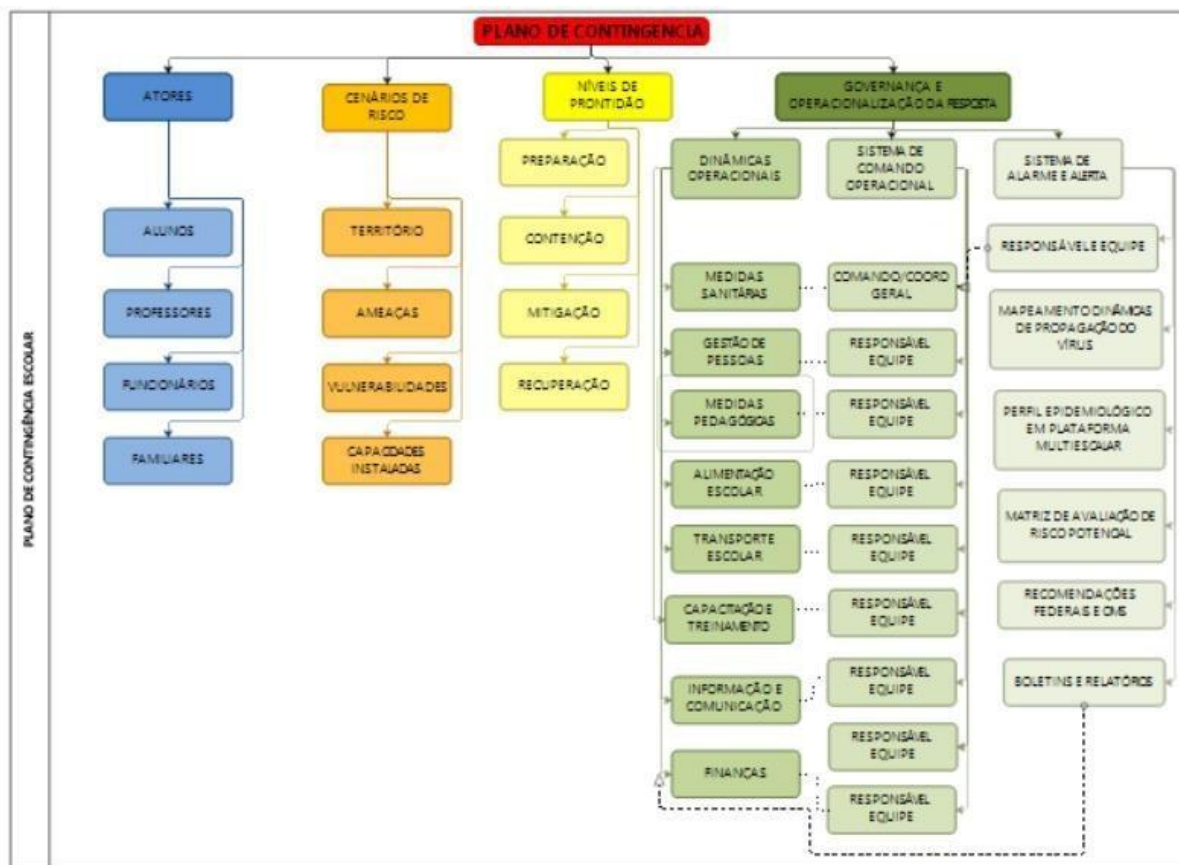 PLANO DE CONTINGÊNCIA ESCOLAR
PLANO DE CONTINGENCIA
ATORES
ALUNOS
PROFESSORES
FUNCIONÁRIOS
FAMILIARES
CENÁRIOS DE
RISCO
TERRITÓRIO
AMEAÇAS
VULNERABILIDADES
CAPACIDADES
INSTALADAS
NÍVEIS DE
PRONTIDÃO
PREPARAÇÃO
CONTENÇÃO
MITIGAÇÃO
RECUPERAÇÃO
GOVERNANÇA E
OPERACIONALIZAÇÃO DA RESPOSTA
DINÂMICAS
OPERACIONAIS
MEDIDAS
SANITÁRIAS
GESTÃO DE
PESSOAS
MEDIDAS
PEDAGÓGICAS
ALIMENTAÇÃO
ESCOLAR
TRANSPORTE
ESCOLAR
CAPACITAÇÃO E
TREINAMENTO
INFORMAÇÃO E
COMUNICAÇÃO
FINANÇAS
SISTEMA DE
COMANDO
OPERACIONAL
COMANDO/COORD
GERAL
RESPONSÁVEL
EQUIPE
RESPONSÁVEL
EQUIPE
RESPONSÁVEL
EQUIPE
RESPONSÁVEL
EQUIPE
RESPONSÁVEL
EQUIPE
RESPONSÁVEL
EQUIPE
RESPONSÁVEL
EQUIPE
RESPONSÁVEL
EQUIPE
SISTEMA DE
ALARME E ALERTA
RESPONSÁVEL E EQUIPE
MAPEAMENTO DINÂMICAS
DE PROPAGAÇÃO DO
VÍRUS
PERFIL EPIDEMIOLÓGICO
EM PLATAFORMA
MULTIESCALAR
MATRIZ DE AVALIAÇÃO DE
RISCO POTENCIAL
RECOMENDAÇÕES
FEDERAIS E OMS
BOLETINS E RELATÓRIOS